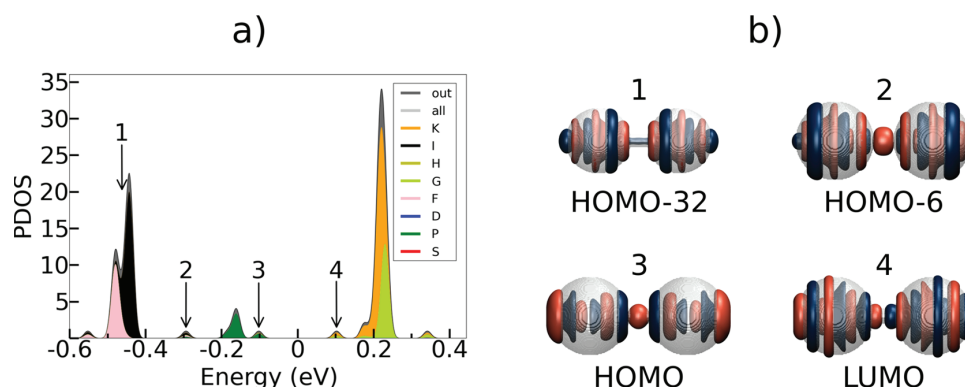 a)
b)
PDOS
35
30
25
20
15
10
5
-0.6 -0.4 -0.2 0 0.2 0.4
Energy (eV)
1
2
3
4
out
all
K
I
H
G
F
D
P
S
1
HOMO-32
2
HOMO-6
3
HOMO
4
LUMO